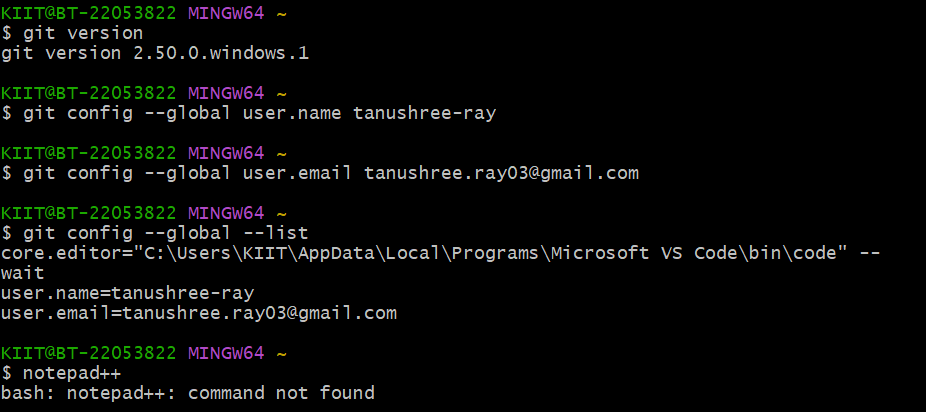 KIIT@BT-22053822 MINGW64 ~
$ git version
git version 2.50.0.windows.1
KIIT@BT-22053822 MINGW64 ~
$ git config --global user.name tanushree-ray
KIIT@BT-22053822 MINGW64 ~
$ git config --global user.email tanushree.ray03@gmail.com
KIIT@BT-22053822 MINGW64 ~
$ git config --global --list
core.editor="C:\Users\KIIT\AppData\Local\Programs\Microsoft VS Code\bin\code" --
wait
user.name=tanushree-ray
user.email=tanushree.ray03@gmail.com
KIIT@BT-22053822 MINGW64 ~
$ notepad++
bash: notepad++: command not found